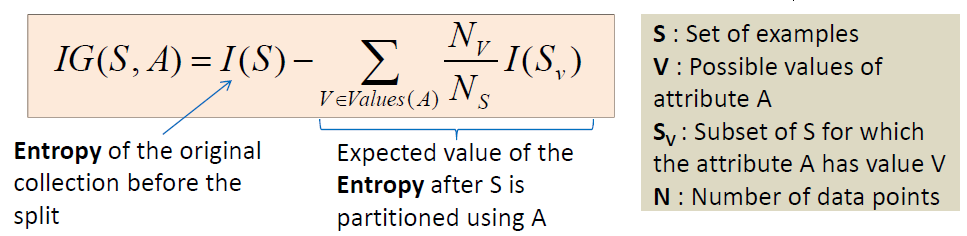 IG(S, A) = I(S) − ∑ V∈Values(A) N_V/N_S I(S_v)
Entropy of the original
collection before the
split
Expected value of the
Entropy after S is
partitioned using A
S : Set of examples
V : Possible values of
attribute A
S_V : Subset of S for which
the attribute A has value V
N : Number of data points